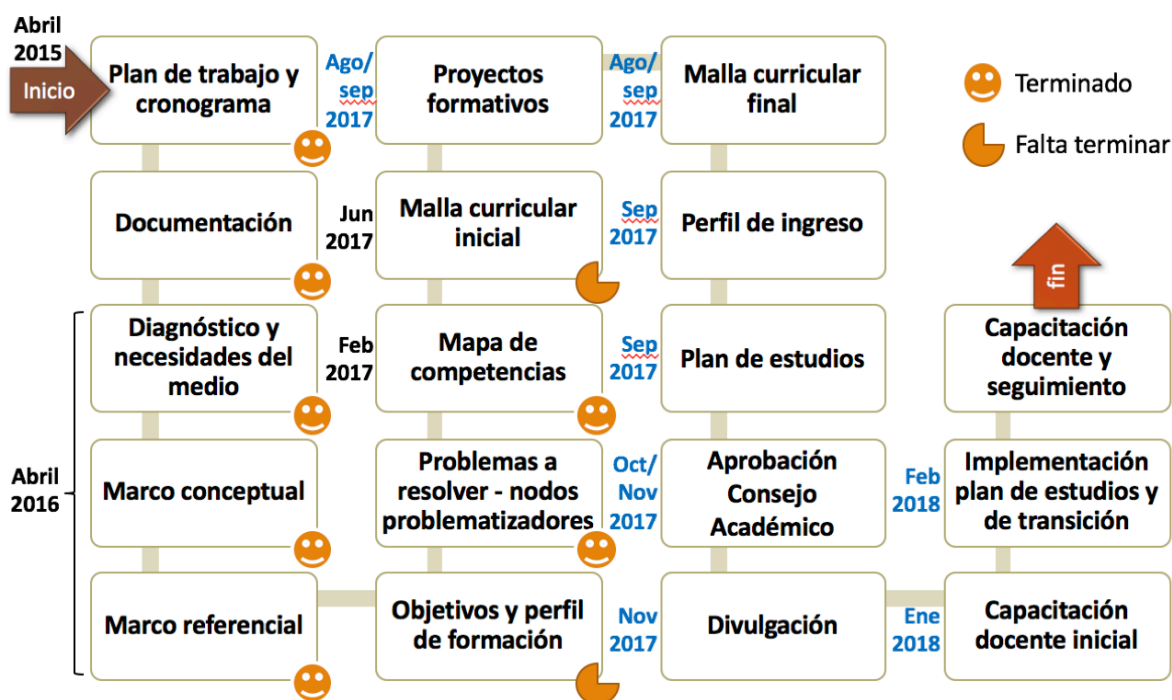 Abril
2015
Inicio
Plan de trabajo y
cronograma
Ago/
sep
2017
Proyectos
formativos
Ago/
sep
2017
Malla curricular
final
Terminado
Falta terminar
Documentación
Jun
2017
Malla curricular
inicial
Sep
2017
Perfil de ingreso
fin
Abril
2016
Diagnóstico y
necesidades del
medio
Feb
2017
Mapa de
competencias
Sep
2017
Plan de estudios
Capacitación
docente y
seguimiento
Marco conceptual
Problemas a
resolver - nodos
problematizadores
Oct/
Nov
2017
Aprobación
Consejo
Académico
Feb
2018
Implementación
plan de estudios y
de transición
Marco referencial
Objetivos y perfil
de formación
Nov
2017
Divulgación
Ene
2018
Capacitación
docente inicial